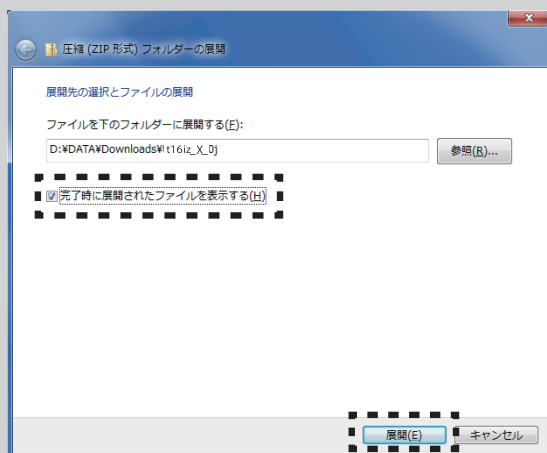 圧縮 (ZIP 形式) フォルダーの展開
展開先の選択とファイルの展開
ファイルを下のフォルダーに展開する(F):
D:¥DATA¥Downloads¥lt16iz_X_0j
参照(R)...
完了時に展開されたファイルを表示する(H)
展開(E)
キャンセル